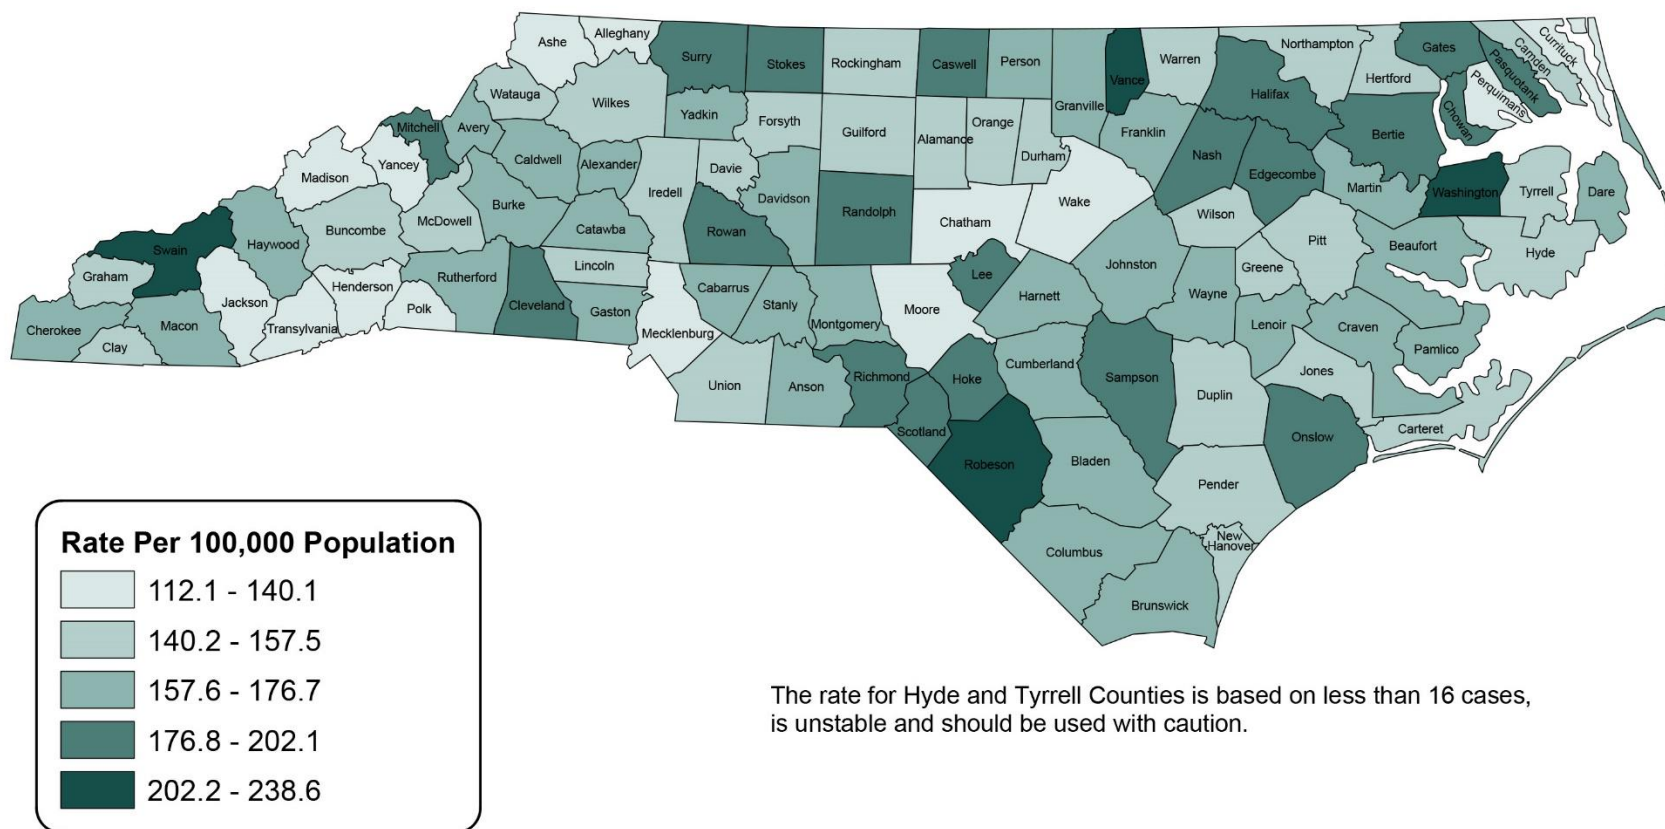 Ashe
Alleghany
Surry
Stokes
Rockingham
Caswell
Person
Vance
Warren
Northampton
Gates
Camden
Currituck
Pasquotank
Perquimans
Chowan
Hertford
Halifax
Granville
Watauga
Wilkes
Yadkin
Forsyth
Guilford
Alamance
Orange
Durham
Franklin
Bertie
Mitchell
Avery
Caldwell
Alexander
Davie
Nash
Edgecombe
Martin
Washington
Tyrrell
Dare
Madison
Yancey
Iredell
Davidson
Randolph
Chatham
Wake
Wilson
Pitt
Beaufort
Hyde
Buncombe
McDowell
Burke
Catawba
Rowan
Swain
Haywood
Graham
Rutherford
Cleveland
Lincoln
Lee
Johnston
Greene
Wayne
Jackson
Henderson
Polk
Gaston
Cabarrus
Stanly
Montgomery
Moore
Harnett
Lenoir
Craven
Pamlico
Cherokee
Macon
Clay
Transylvania
Mecklenburg
Union
Anson
Richmond
Hoke
Cumberland
Sampson
Duplin
Jones
Onslow
Carteret
Scotland
Robeson
Bladen
Pender
New
Hanover
Columbus
Brunswick
Rate Per 100,000 Population
112.1 - 140.1
140.2 - 157.5
157.6 - 176.7
176.8 - 202.1
202.2 - 238.6
The rate for Hyde and Tyrrell Counties is based on less than 16 cases,
is unstable and should be used with caution.